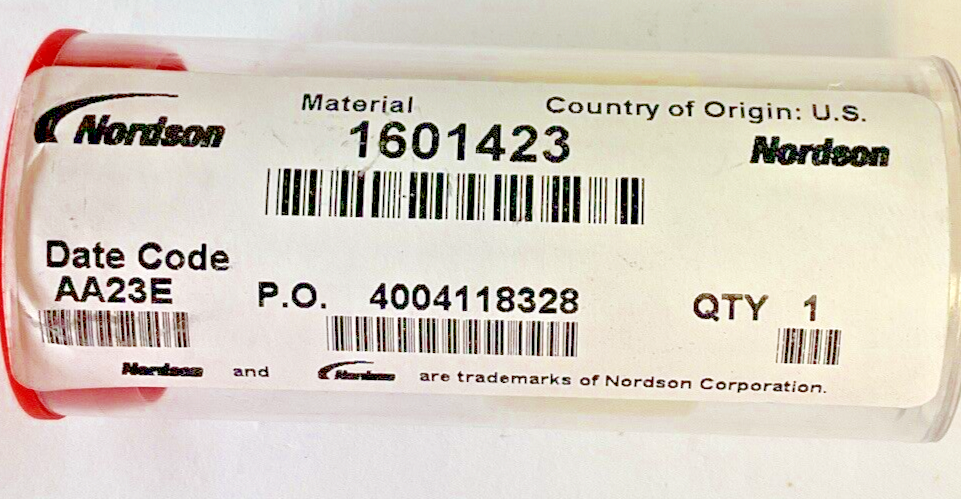 Nordson
Material
Country of Origin: U.S.
1601423
Nordson
Date Code
AA23E
P.O. 4004118328
QTY 1
Nordson and Nordson are trademarks of Nordson Corporation.